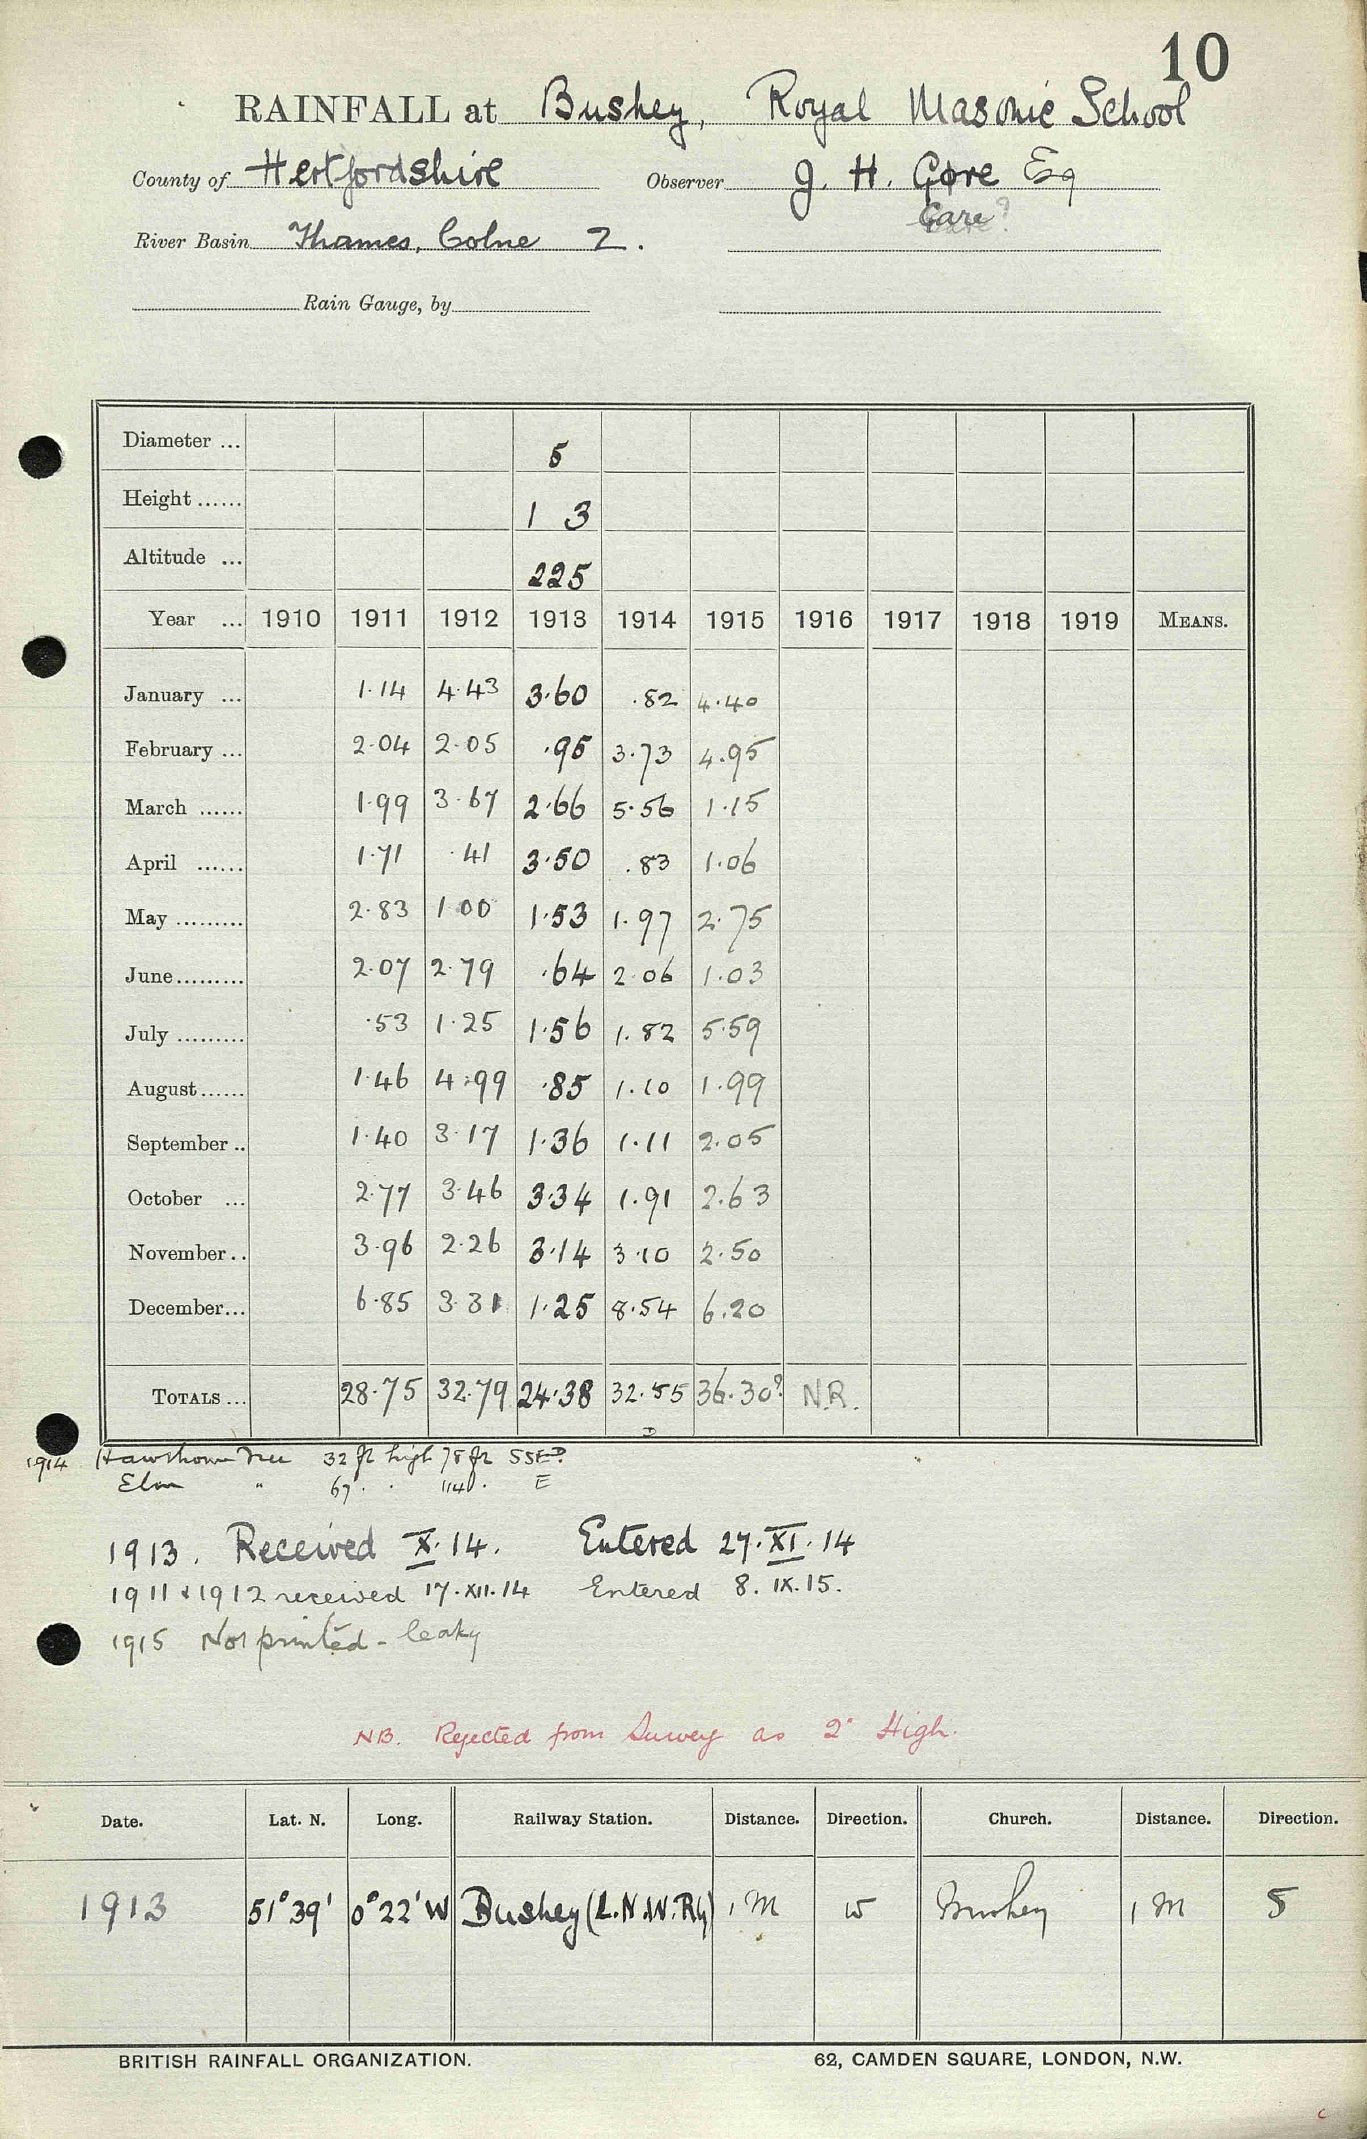 10
RAINFALL at Bushey, Royal Masonic School
County of Hertfordshire Observer J. H. Gore Esq
Care?
River Basin Thames, Colne 2.
Rain Gauge, by
Diameter ... 5
Height ...... 1 3
Altitude ... 225
Year ... 1910 1911 1912 1913 1914 1915 1916 1917 1918 1919 MEANS.
January ... 1.14 4.43 3.60 .82 4.40
February ... 2.04 2.05 .95 3.73 4.95
March ...... 1.99 3.67 2.66 5.56 1.15
April ...... 1.71 .41 3.50 .83 1.06
May ......... 2.83 1.00 1.53 1.97 2.75
June......... 2.07 2.79 .64 2.06 1.03
July ......... .53 1.25 1.56 1.82 5.59
August...... 1.46 4.99 .85 1.10 1.99
September .. 1.40 3.17 1.36 1.11 2.05
October ... 2.77 3.46 3.34 1.91 2.63
November.. 3.96 2.26 3.14 3.10 2.50
December... 6.85 3.31 1.25 8.54 6.20
TOTALS ... 28.75 32.79 24.38 32.55 36.30? N.R.
1914 Hawthorn Tree 32 ft high 78 ft SSE?
Elm " 67 . . 114 . E
1913. Received X.14. Entered 27.XI.14
1911 & 1912 received 17.XII.14 Entered 8.IX.15.
1915 Not printed - leaky
NB. Rejected from Survey as 2" High.
Date. Lat. N. Long. Railway Station. Distance. Direction. Church. Distance. Direction.
1913 51°39' 0°22'W Bushey (L.N.W.Ry) 1 M W Bushey 1 M S
BRITISH RAINFALL ORGANIZATION. 62, CAMDEN SQUARE, LONDON, N.W.